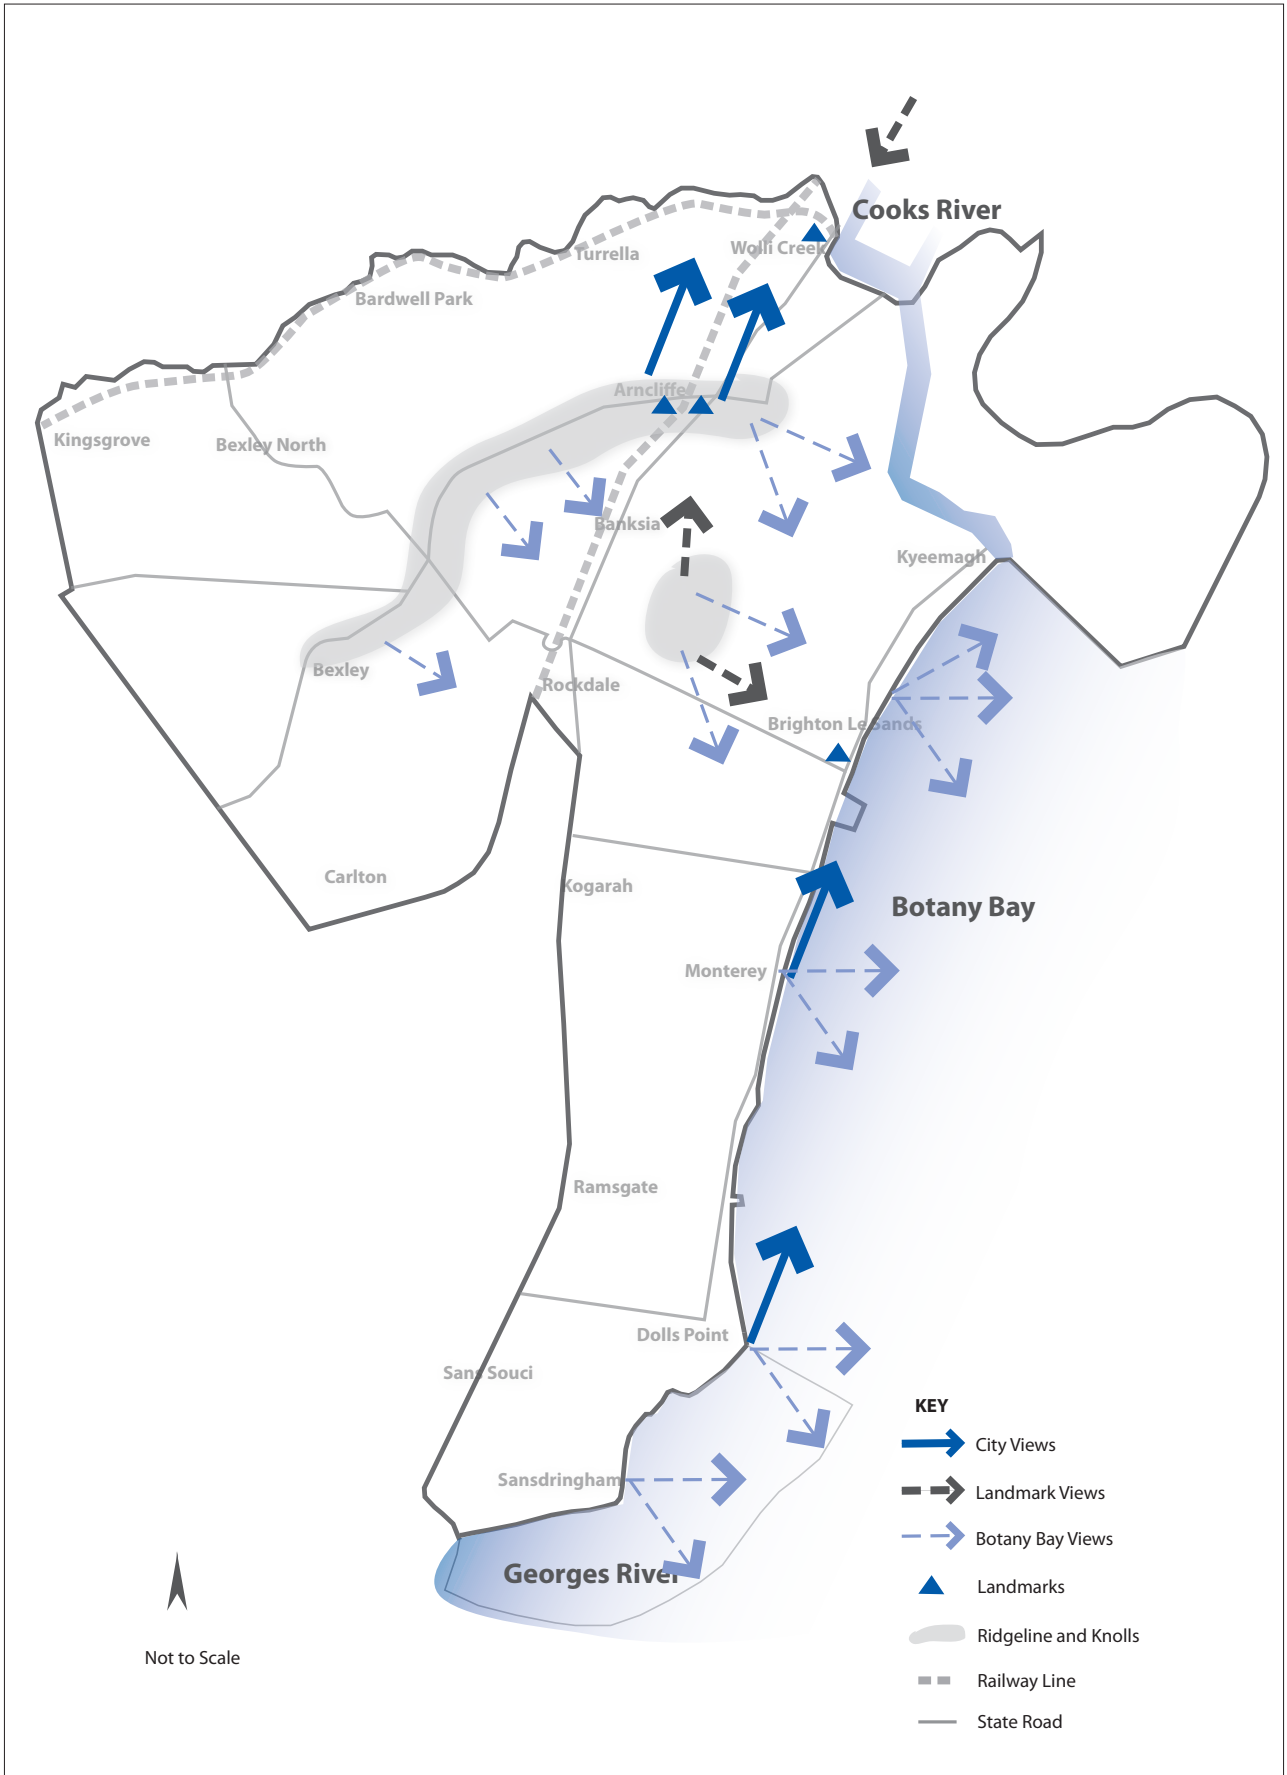 Cooks River
Wolli Creek
Turrella
Bardwell Park
Arncliffe
Kingsgrove
Bexley North
Banksia
Kyeemagh
Bexley
Rockdale
Brighton Le Sands
Carlton
Kogarah
Botany Bay
Monterey
Ramsgate
Dolls Point
Sans Souci
Sansdringham
Georges River
Not to Scale
KEY
City Views
Landmark Views
Botany Bay Views
Landmarks
Ridgeline and Knolls
Railway Line
State Road